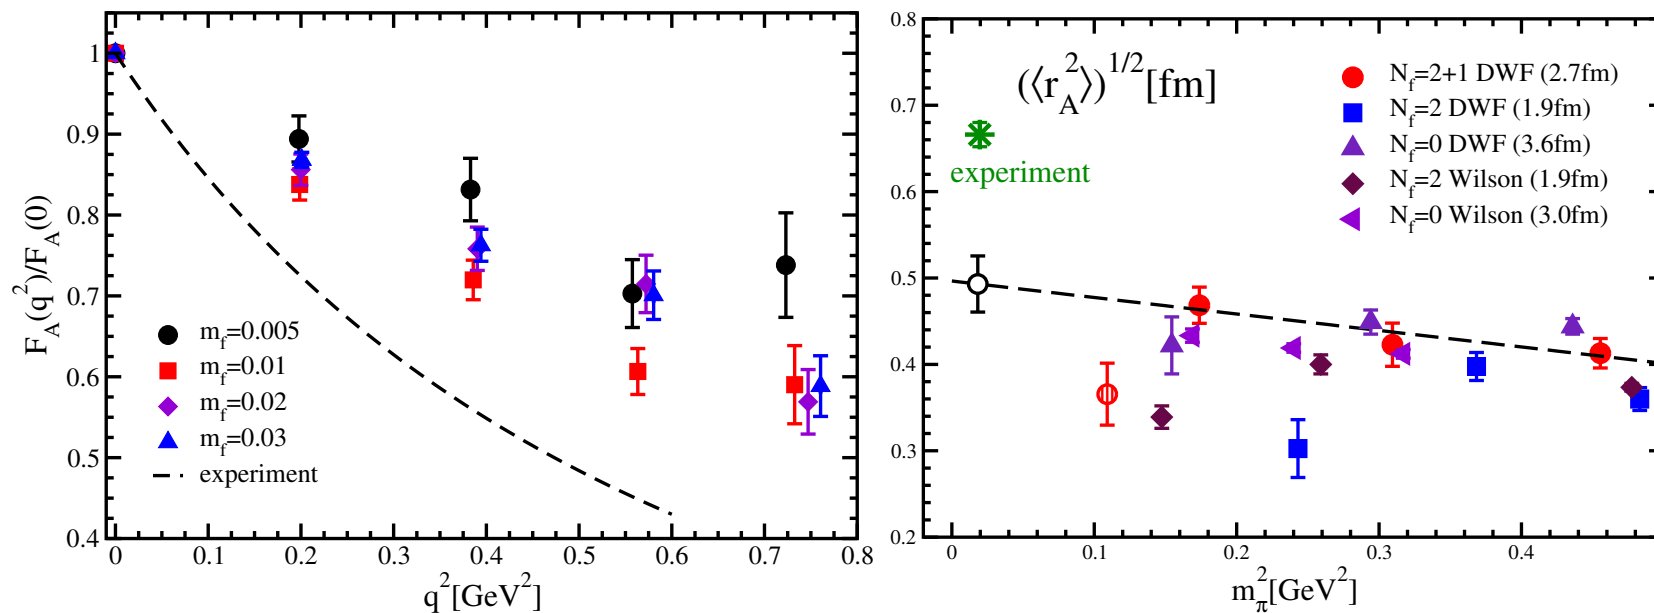 1
0.9
0.8
0.7
0.6
0.5
0.4
F_A(q^2)/F_A(0)
m_f=0.005
m_f=0.01
m_f=0.02
m_f=0.03
experiment
0 0.1 0.2 0.3 0.4 0.5 0.6 0.7 0.8
q^2[GeV^2]
0.8
0.7
0.6
0.5
0.4
0.3
0.2
(⟨r_A^2⟩)^1/2[fm]
N_f=2+1 DWF (2.7fm)
N_f=2 DWF (1.9fm)
N_f=0 DWF (3.6fm)
N_f=2 Wilson (1.9fm)
N_f=0 Wilson (3.0fm)
experiment
0 0.1 0.2 0.3 0.4
m_π^2[GeV^2]